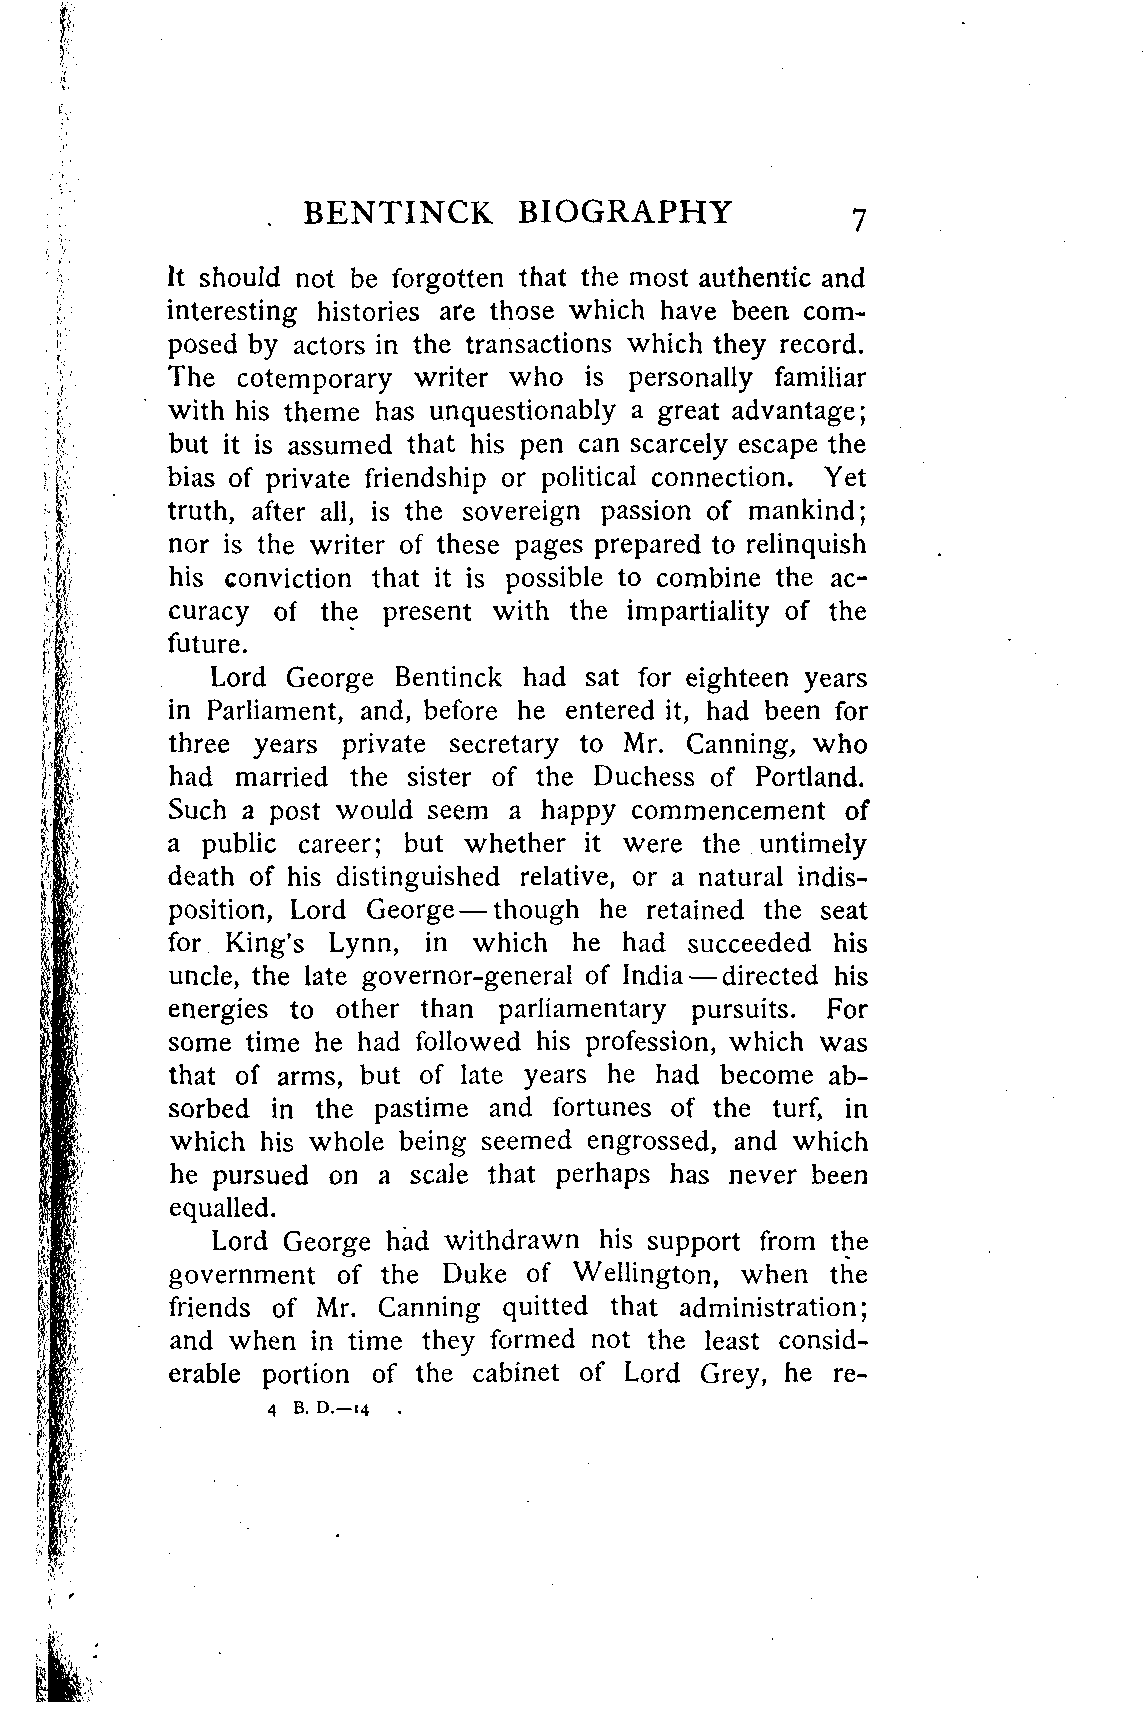 BENTINCK BIOGRAPHY 7
It should not be forgotten that the most authentic and
interesting histories are those which have been com-
posed by actors in the transactions which they record.
The cotemporary writer who is personally familiar
with his theme has unquestionably a great advantage;
but it is assumed that his pen can scarcely escape the
bias of private friendship or political connection. Yet
truth, after all, is the sovereign passion of mankind;
nor is the writer of these pages prepared to relinquish
his conviction that it is possible to combine the ac-
curacy of the present with the impartiality of the
future.
Lord George Bentinck had sat for eighteen years
in Parliament, and, before he entered it, had been for
three years private secretary to Mr. Canning, who
had married the sister of the Duchess of Portland.
Such a post would seem a happy commencement of
a public career; but whether it were the untimely
death of his distinguished relative, or a natural indis-
position, Lord George—though he retained the seat
for King's Lynn, in which he had succeeded his
uncle, the late governor-general of India—directed his
energies to other than parliamentary pursuits. For
some time he had followed his profession, which was
that of arms, but of late years he had become ab-
sorbed in the pastime and fortunes of the turf, in
which his whole being seemed engrossed, and which
he pursued on a scale that perhaps has never been
equalled.
Lord George had withdrawn his support from the
government of the Duke of Wellington, when the
friends of Mr. Canning quitted that administration;
and when in time they formed not the least consid-
erable portion of the cabinet of Lord Grey, he re-
4 B. D.—14